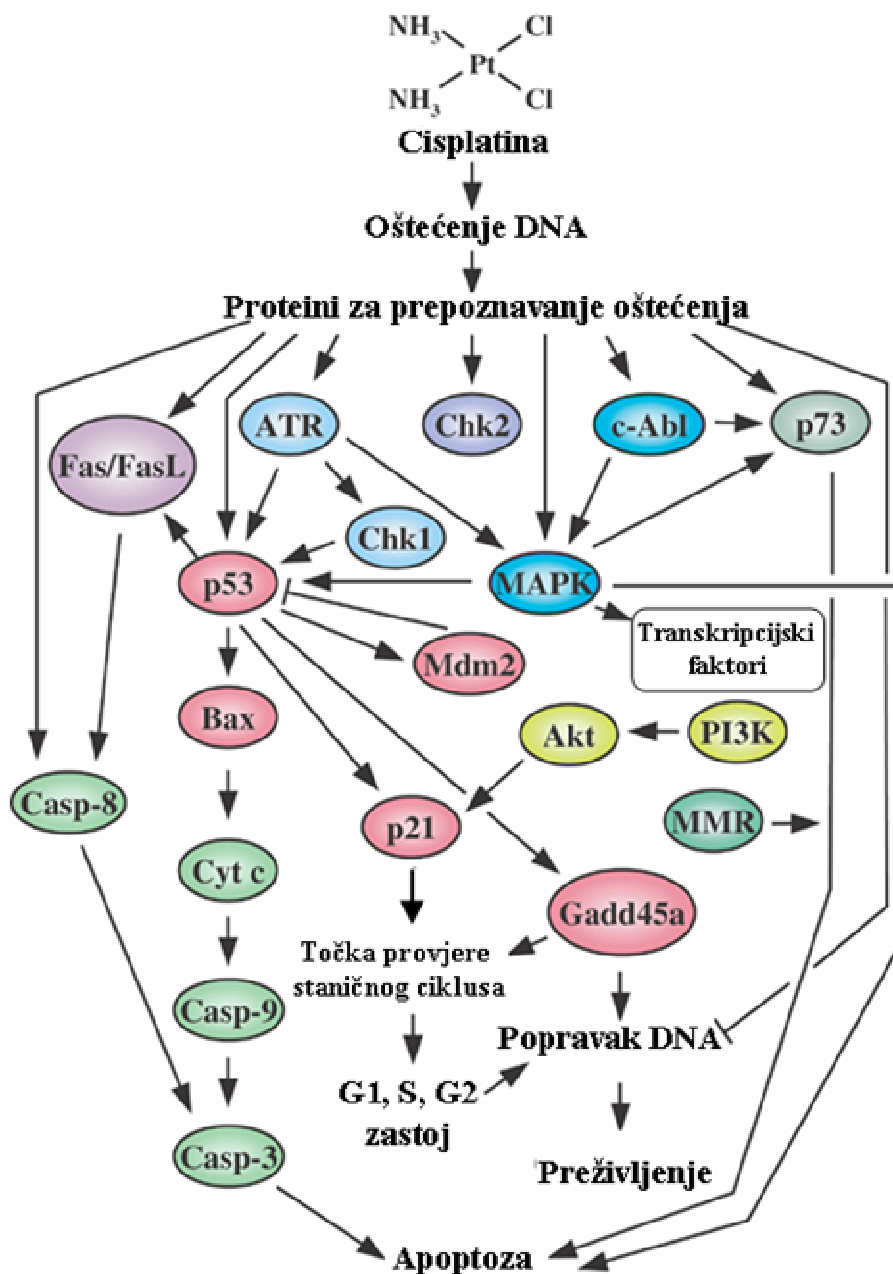 NH3 Cl
Pt
NH3 Cl
Cisplatina
Oštećenje DNA
Proteini za prepoznavanje oštećenja
ATR Chk2 c-Abl p73
Fas/FasL
Chk1
p53 MAPK
Transkripcijski
faktori
Mdm2
Bax Akt PI3K
Casp-8 p21 MMR
Cyt c
Gadd45a
Točka provjere
staničnog ciklusa
Casp-9
Popravak DNA
G1, S, G2
zastoj
Casp-3
Preživljenje
Apoptoza